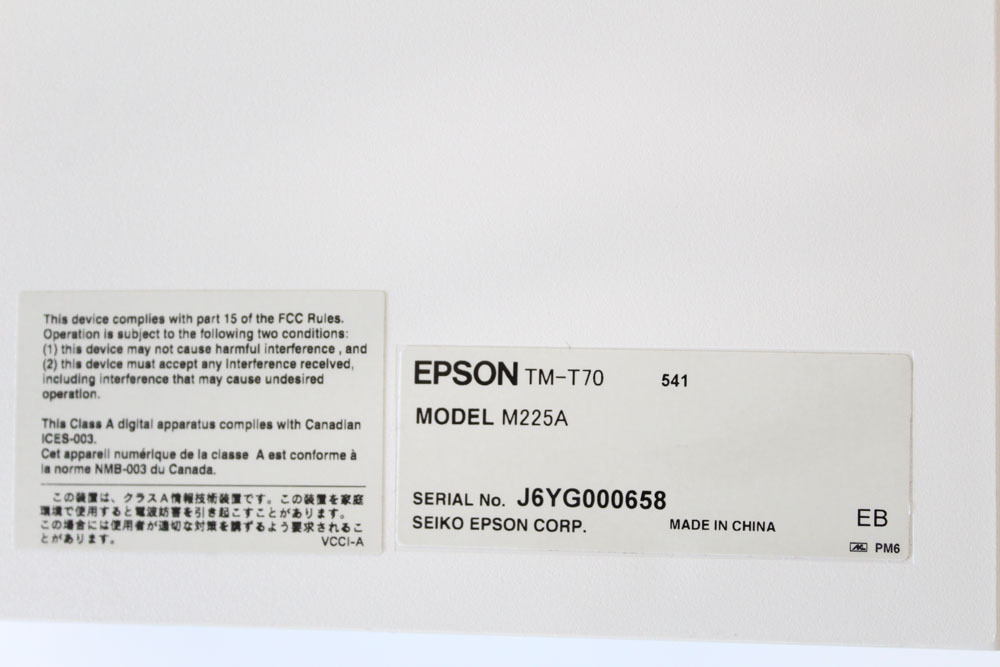 This device complies with part 15 of the FCC Rules.
Operation is subject to the following two conditions:
(1) this device may not cause harmful interference , and
(2) this device must accept any interference received,
including interference that may cause undesired
operation.
This Class A digital apparatus complies with Canadian
ICES-003.
Cet appareil numérique de la classe A est conforme à
la norme NMB-003 du Canada.
この装置は、クラスA情報技術装置です。この装置を家庭
環境で使用すると電波妨害を引き起こすことがあります。
この場合には使用者が適切な対策を講ずるよう要求されるこ
とがあります。
VCCI-A
EPSON TM-T70 541
MODEL M225A
SERIAL No. J6YG000658
SEIKO EPSON CORP. MADE IN CHINA
EB
PM6